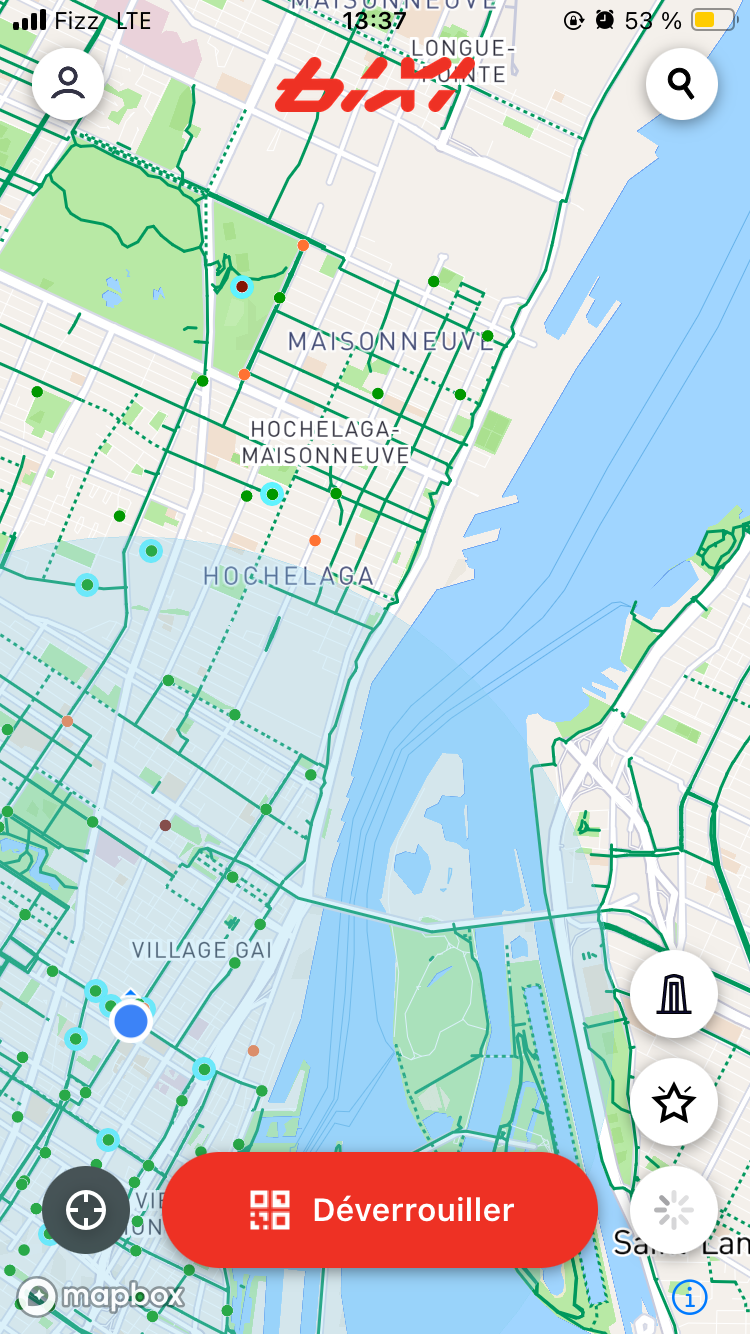 MAISONNEUVE
Fizz LTE
13:37
53 %
LONGUE-
POINTE
bixi
MAISONNEUVE
HOCHELAGA-
MAISONNEUVE
HOCHELAGA
VILLAGE GAI
Déverrouiller
mapbox
i